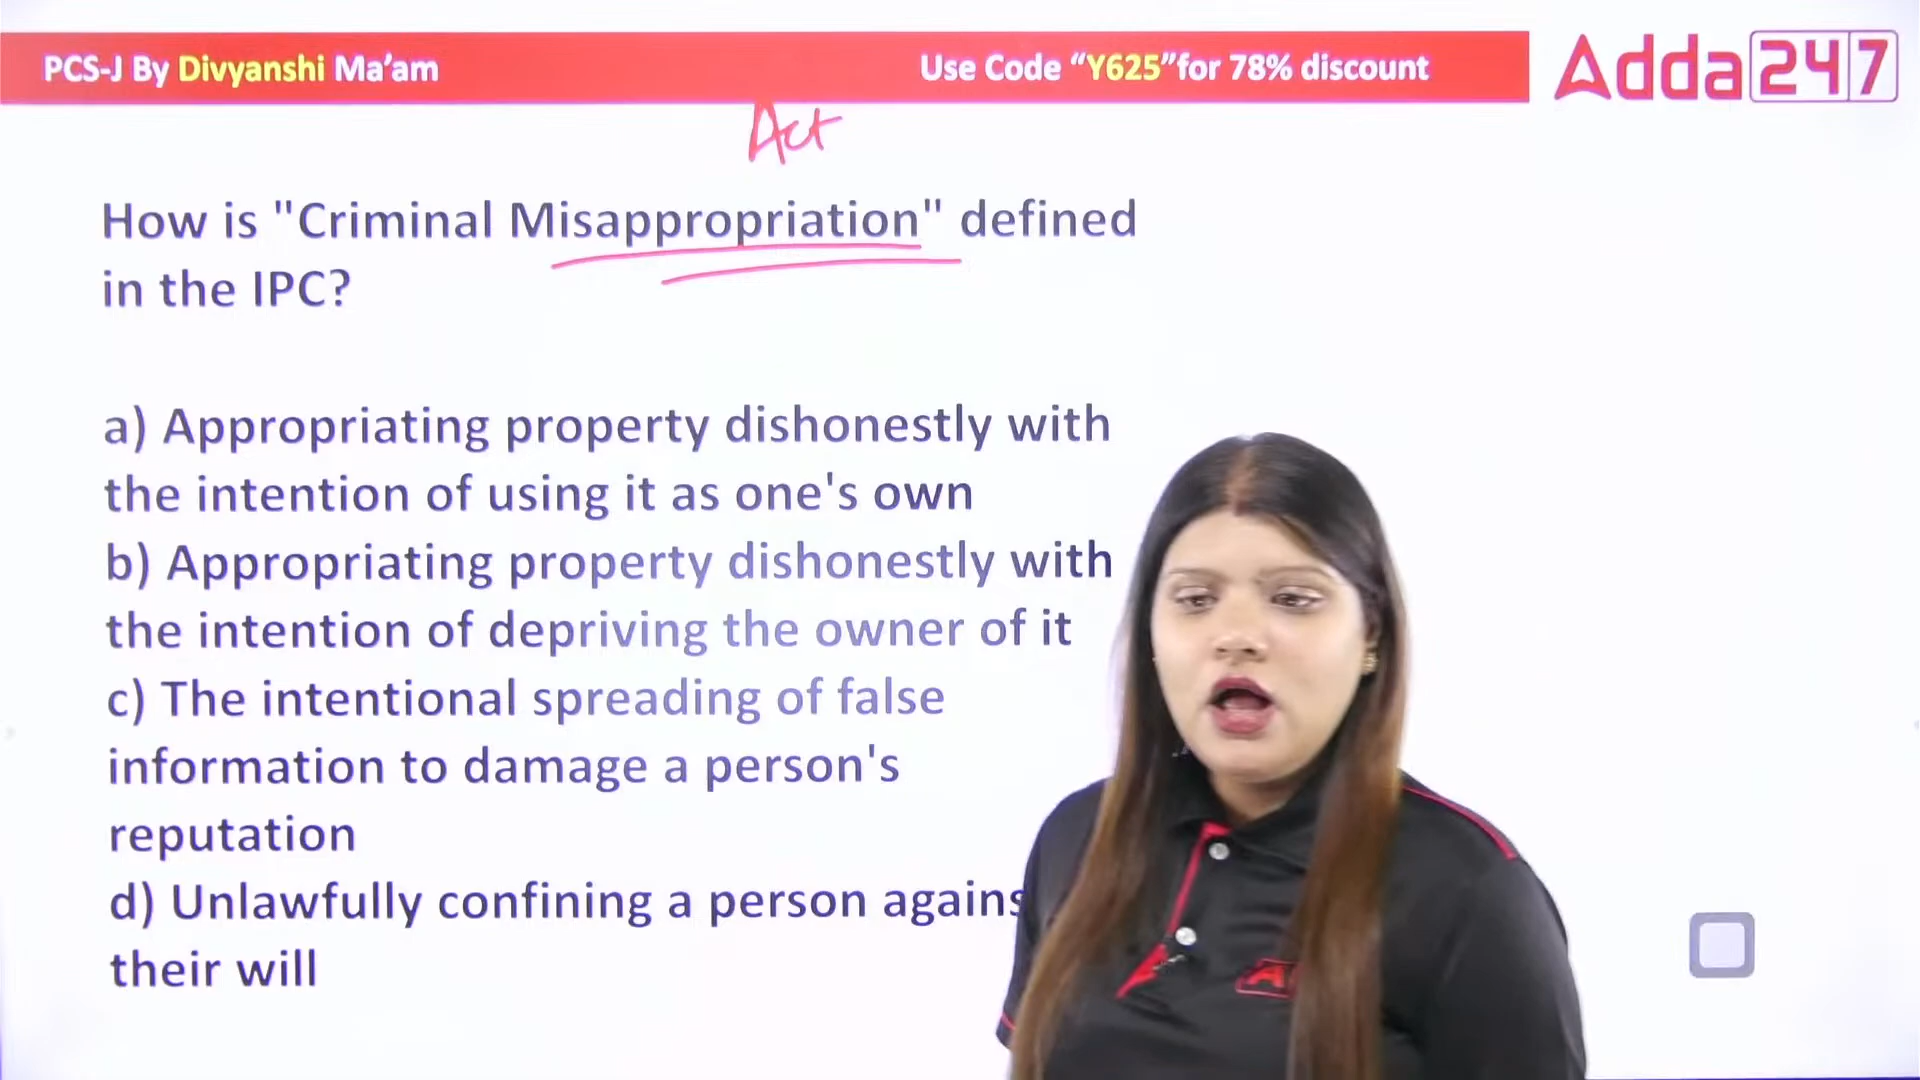 PCS-J By Divyanshi Ma’am
Use Code “Y625”for 78% discount
Adda247
Act
How is "Criminal Misappropriation" defined
in the IPC?
a) Appropriating property dishonestly with
the intention of using it as one's own
b) Appropriating property dishonestly with
the intention of depriving the owner of it
c) The intentional spreading of false
information to damage a person's
reputation
d) Unlawfully confining a person
their will